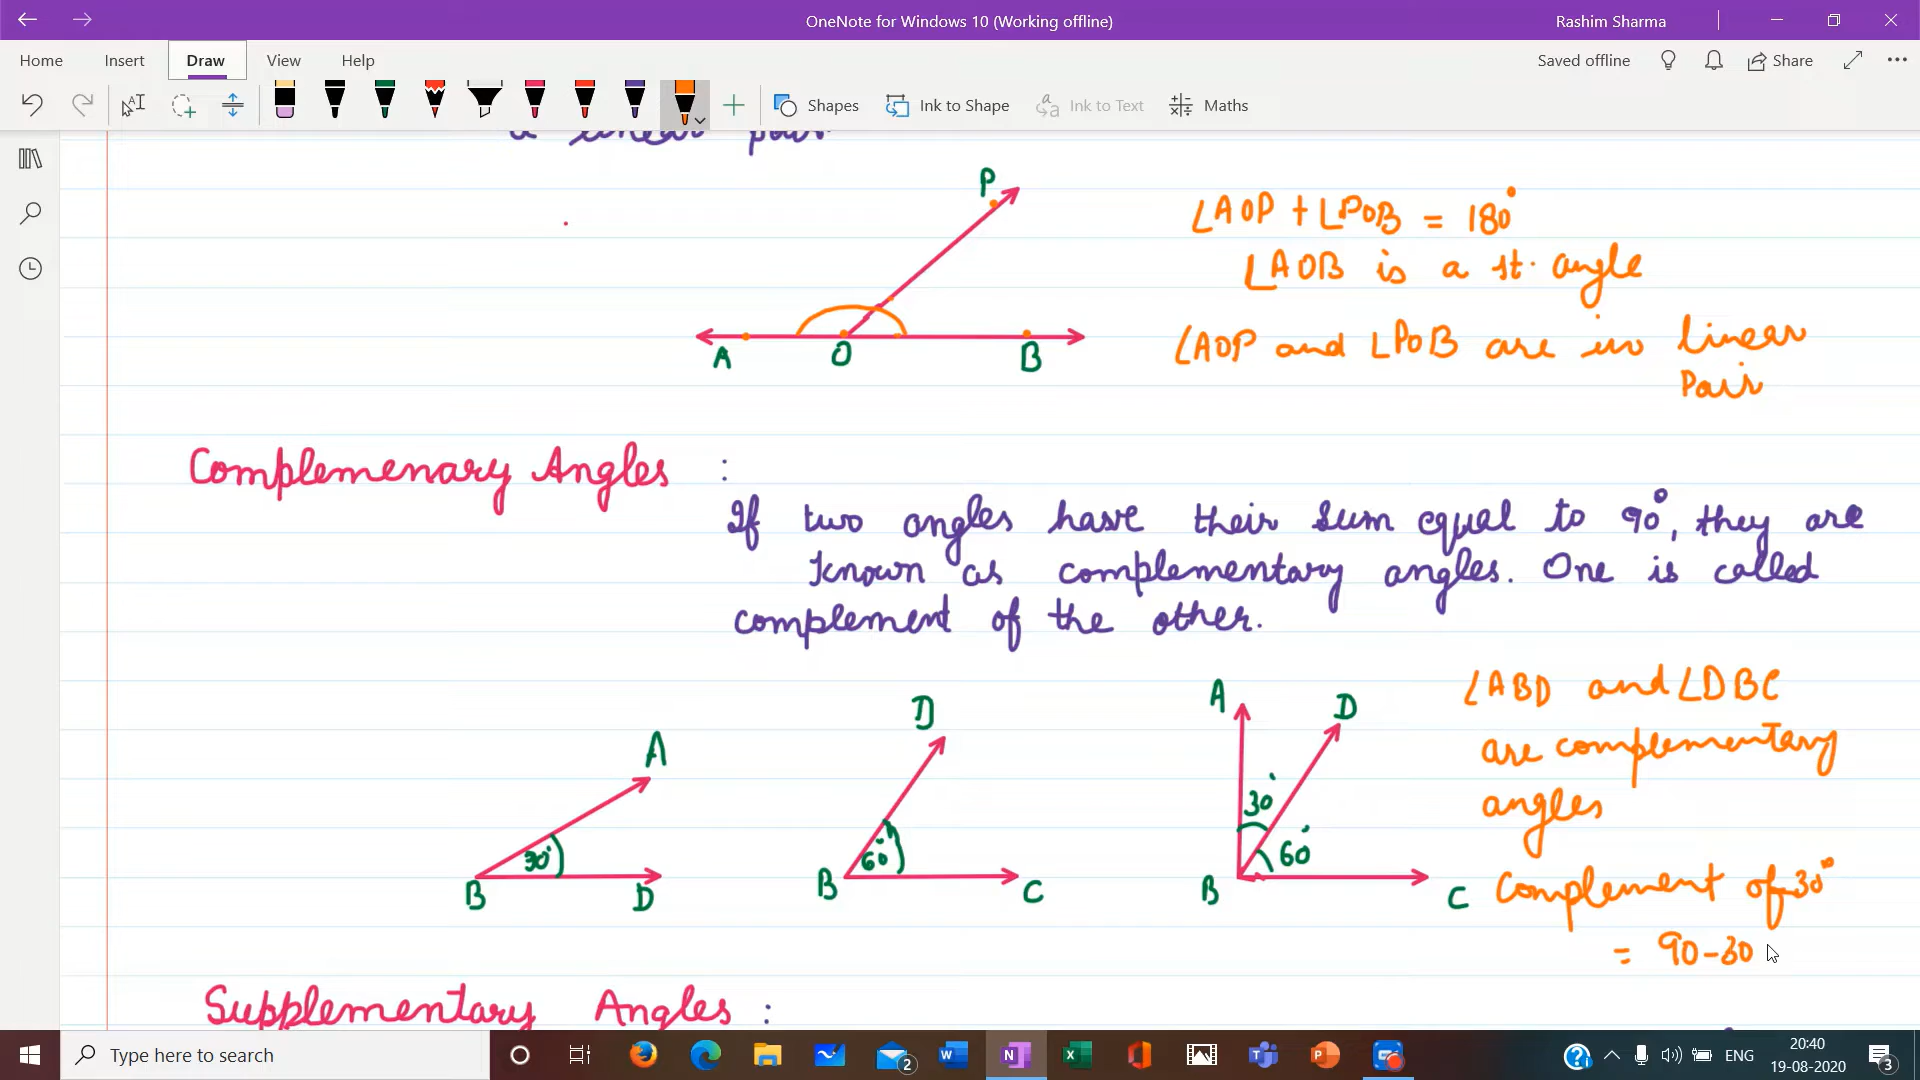 OneNote for Windows 10 (Working offline)
Rashim Sharma
Home Insert Draw View Help
Saved offline
Share
Shapes
Ink to Shape
Ink to Text
Maths
a linear pair
P
A O B
∠AOP + ∠POB = 180°
∠AOB is a st. angle
∠AOP and ∠POB are in linear
Pair
Complemenary Angles :
If two angles have their sum equal to 90°, they are
known as complementary angles. One is called
complement of the other.
A
30°
B D
D
60°
B C
A D
30°
60°
B C
∠ABD and ∠DBC
are complementary
angles
Complement of 30°
= 90-30
Supplementary Angles :
Type here to search
2
ENG
20:40
19-08-2020
3